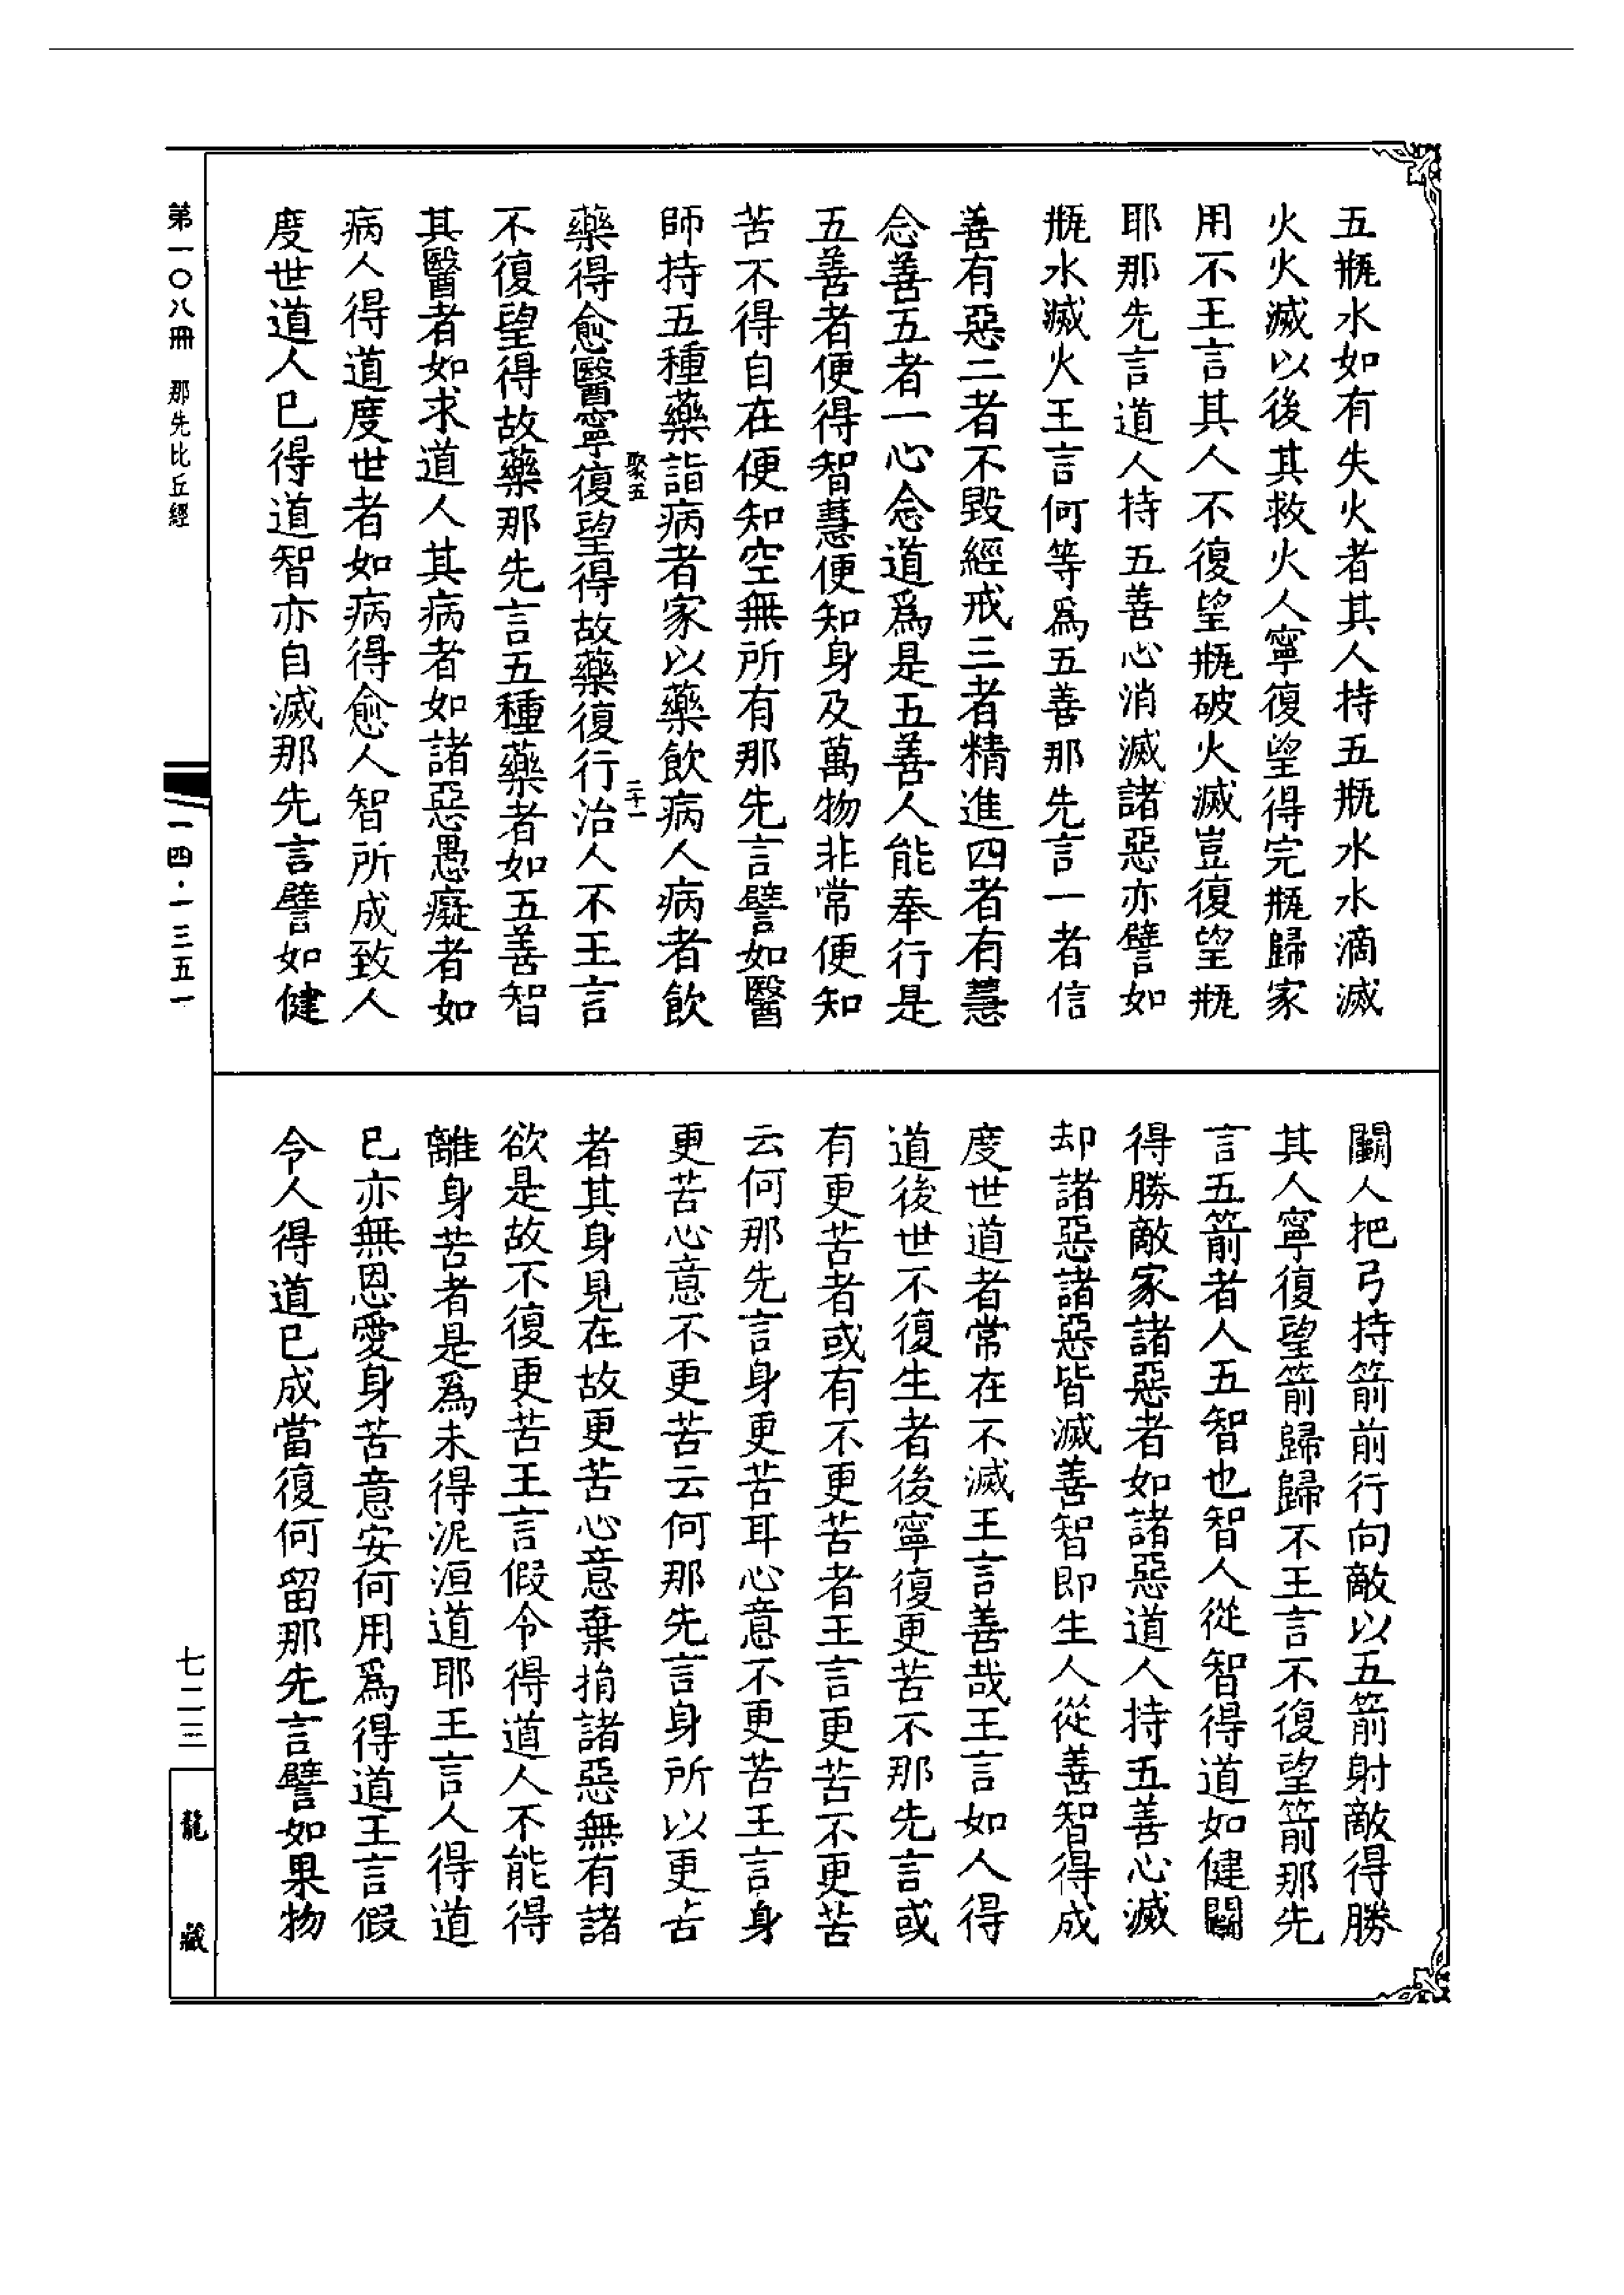 五瓶水如有失火者其人持五瓶水水滴滅
火火滅以後其救火人寧復望得完瓶歸家
用不王言其人不復望瓶破火滅豈復望瓶
耶那先言道人持五善心消滅諸惡亦譬如
瓶水滅火王言何等爲五善那先言一者信
善有惡二者不毀經戒三者精進四者有慧
念善五者一心念道爲是五善人能奉行是
五善者便得智慧便知身及萬物非常便知
苦不得自在便知空無所有那先言譬如醫
師持五種藥詣病者家以藥飲病人病者飲
聚五
二十一
藥得愈醫寧復望得故藥復行治人不王言
不復望得故藥那先言五種藥者如五善智
其醫者如求道人其病者如諸惡愚癡者如
病人得道度世者如病得愈人智所成致人
度世道人已得道智亦自滅那先言譬如健
鬬人把弓持箭前行向敵以五箭射敵得勝
其人寧復望箭歸歸不王言不復望箭那先
言五箭者人五智也智人從智得道如健鬬
得勝敵家諸惡者如諸惡道人持五善心滅
却諸惡諸惡皆滅善智即生人從善智得成
度世道者常在不滅王言善哉王言如人得
道後世不復生者後寧復更苦不那先言或
有更苦者或有不更苦者王言更苦不更苦
云何那先言身更苦耳心意不更苦王言身
更苦心意不更苦云何那先言身所以更苦
者其身見在故更苦心意棄捐諸惡無有諸
欲是故不復更苦王言假令得道人不能得
離身苦者是爲未得泥洹道耶王言人得道
已亦無恩愛身苦意安何用爲得道王言假
令人得道已成當復何留那先言譬如果物
第一〇八冊　那先比丘經
一四·一三五一
七二三
龍藏